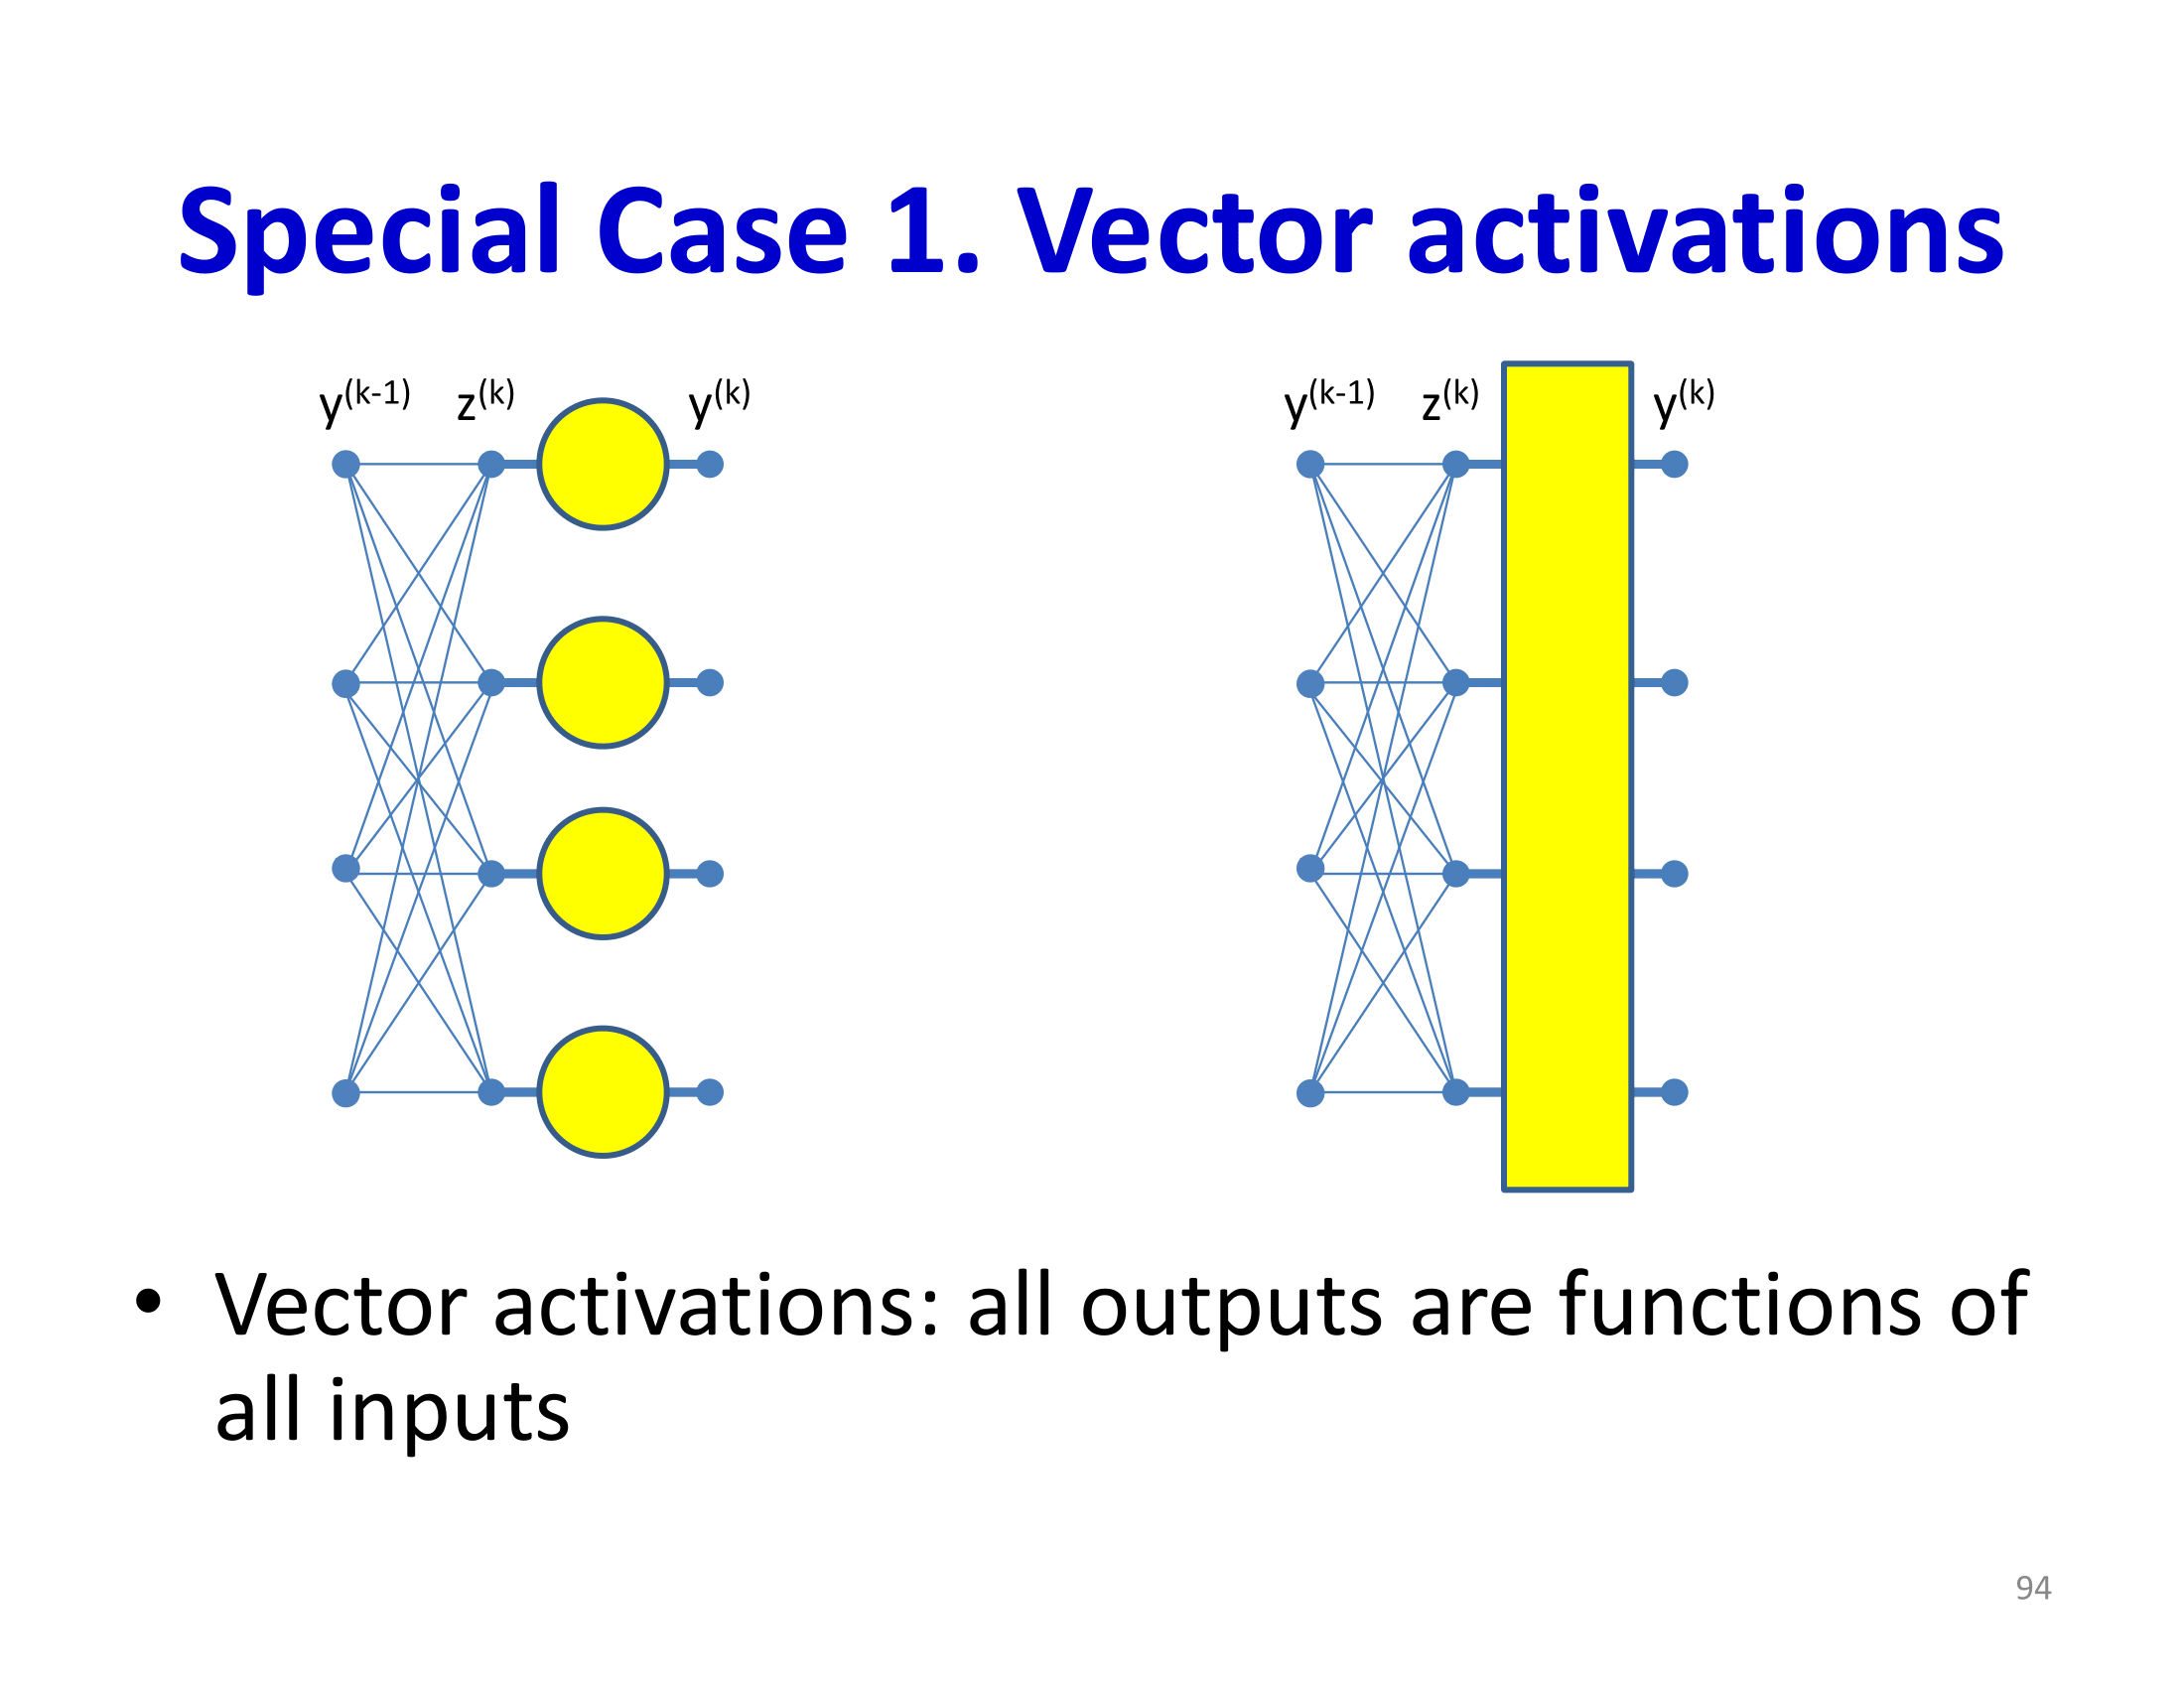 Special Case 1. Vector activations
y(k-1) z(k) y(k) y(k-1) z(k) y(k)
• Vector activations: all outputs are functions of
all inputs
94